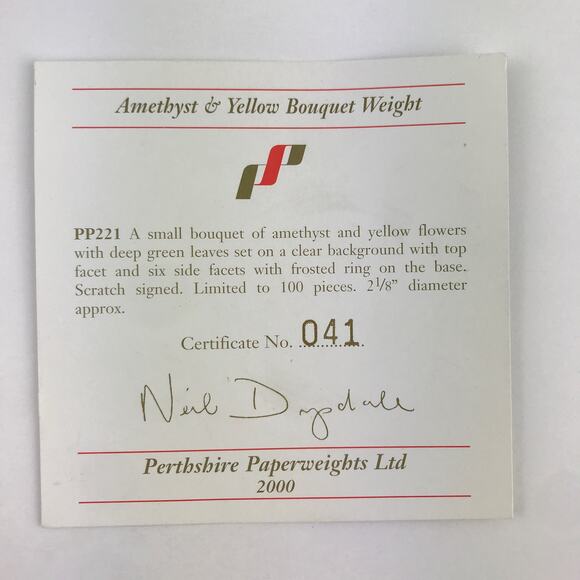 Amethyst & Yellow Bouquet Weight
PP221 A small bouquet of amethyst and yellow flowers
with deep green leaves set on a clear background with top
facet and six side facets with frosted ring on the base.
Scratch signed. Limited to 100 pieces. 2 1/8" diameter
approx.
Certificate No. 041
Neil Drysdale
Perthshire Paperweights Ltd
2000